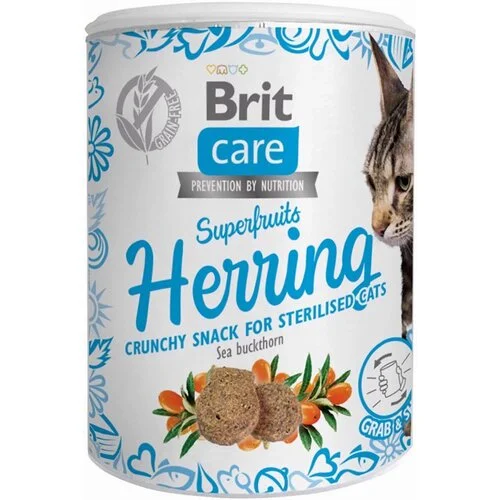 GRAIN-FREE
Brit
care
PREVENTION BY NUTRITION
Superfruits
Herring
CRUNCHY SNACK FOR STERILISED CATS
Sea buckthorn
GRAB &